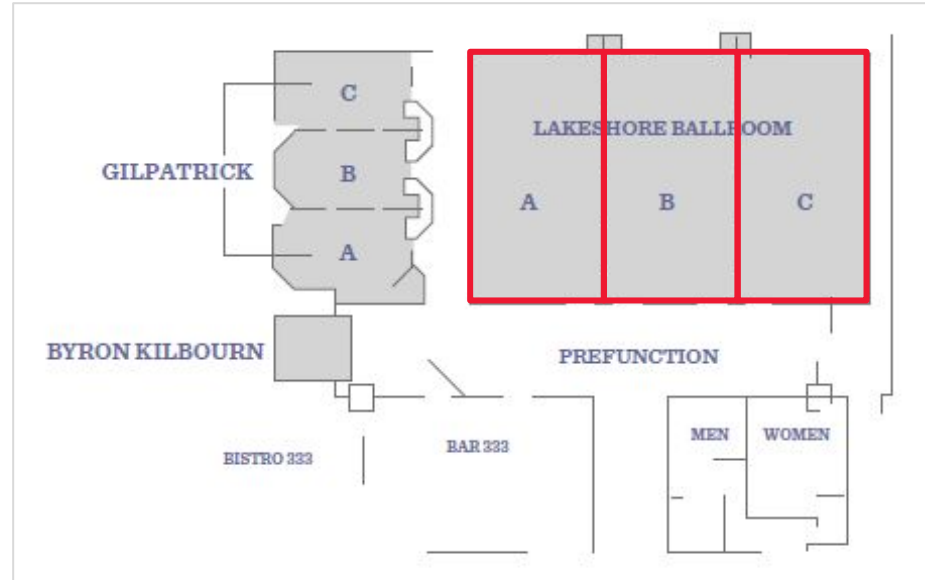 C
LAKESHORE BALLROOM
GILPATRICK
B
A
B
C
A
BYRON KILBOURN
PREFUNCTION
MEN
WOMEN
BISTRO 333
BAR 333